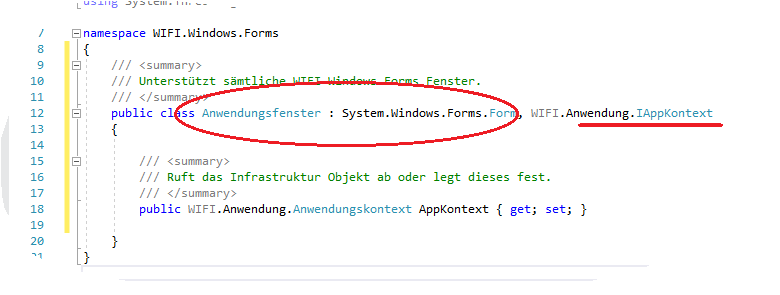 using System.
7 namespace WIFI.Windows.Forms
8 {
9 /// <summary>
10 /// Unterstützt sämtliche WIFI Windows Forms Fenster.
11 /// </summary>
12 public class Anwendungsfenster : System.Windows.Forms.Form, WIFI.Anwendung.IAppKontext
13 {
14
15 /// <summary>
16 /// Ruft das Infrastruktur Objekt ab oder legt dieses fest.
17 /// </summary>
18 public WIFI.Anwendung.Anwendungskontext AppKontext { get; set; }
19
20 }
21 }